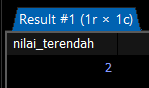 Result #1 (1r × 1c)
nilai_terendah
2